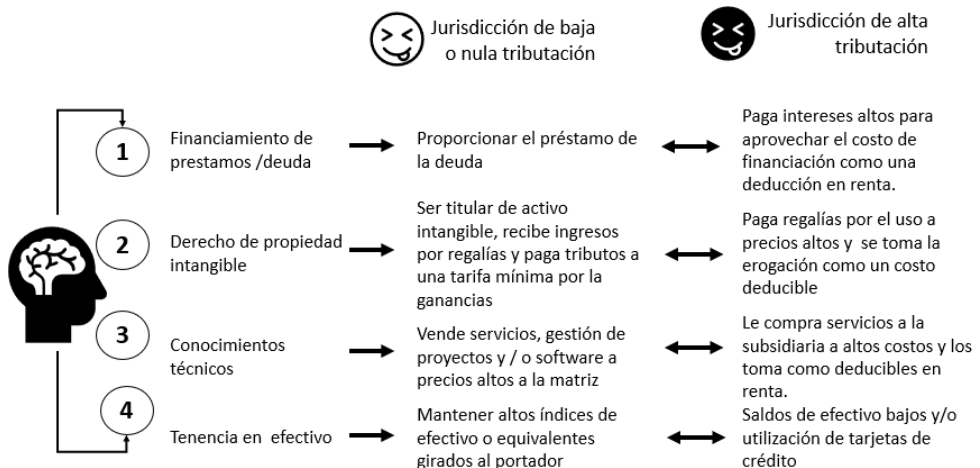 Jurisdicción de baja
o nula tributación
Jurisdicción de alta
tributación
1
Financiamiento de
prestamos /deuda
Proporcionar el préstamo de
la deuda
Paga intereses altos para
aprovechar el costo de
financiación como una
deducción en renta.
2
Derecho de propiedad
intangible
Ser titular de activo
intangible, recibe ingresos
por regalías y paga tributos a
una tarifa mínima por la
ganancias
Paga regalías por el uso a
precios altos y se toma la
erogación como un costo
deducible
3
Conocimientos
técnicos
Vende servicios, gestión de
proyectos y / o software a
precios altos a la matriz
Le compra servicios a la
subsidiaria a altos costos y los
toma como deducibles en
renta.
4
Tenencia en efectivo
Mantener altos índices de
efectivo o equivalentes
girados al portador
Saldos de efectivo bajos y/o
utilización de tarjetas de
crédito